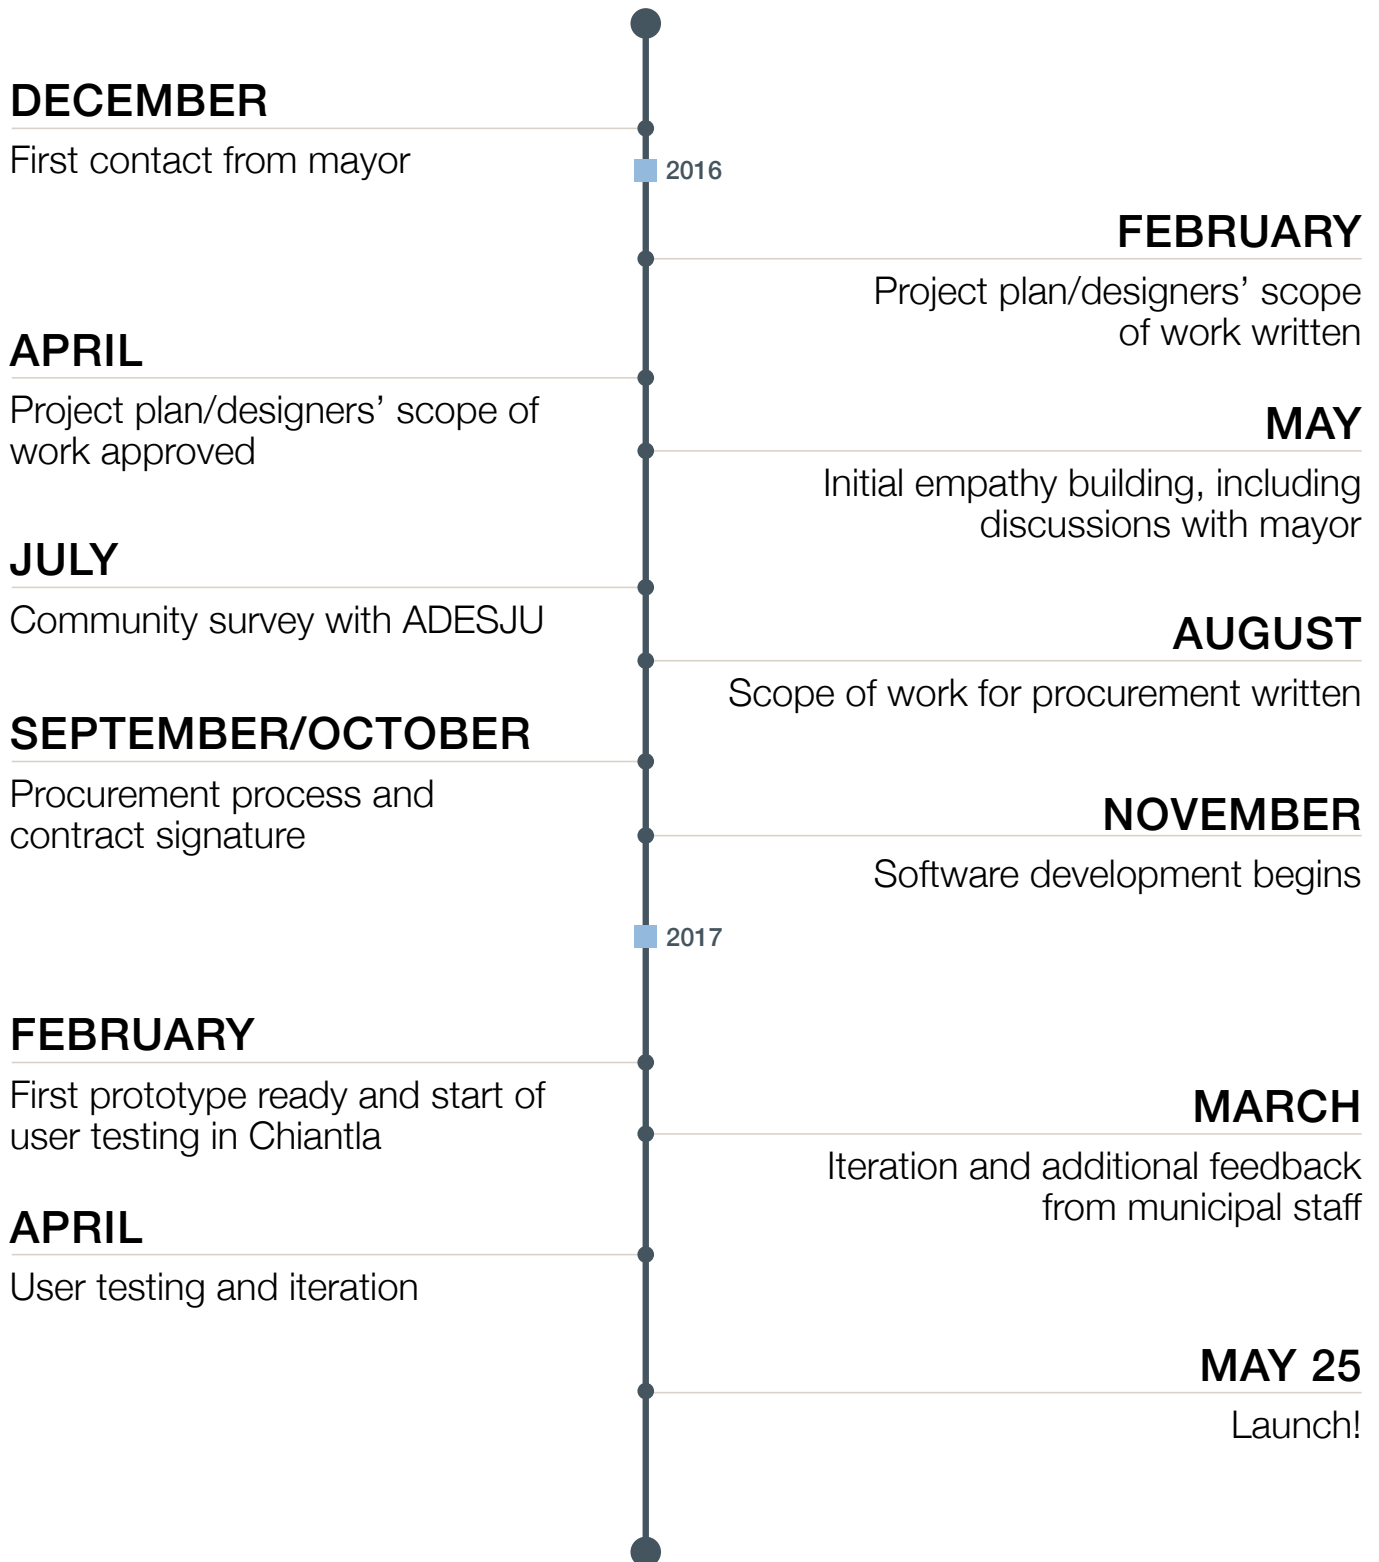 DECEMBER
First contact from mayor
2016
FEBRUARY
Project plan/designers’ scope
of work written
APRIL
Project plan/designers’ scope of
work approved
MAY
Initial empathy building, including
discussions with mayor
JULY
Community survey with ADESJU
AUGUST
Scope of work for procurement written
SEPTEMBER/OCTOBER
Procurement process and
contract signature
NOVEMBER
Software development begins
2017
FEBRUARY
First prototype ready and start of
user testing in Chiantla
MARCH
Iteration and additional feedback
from municipal staff
APRIL
User testing and iteration
MAY 25
Launch!